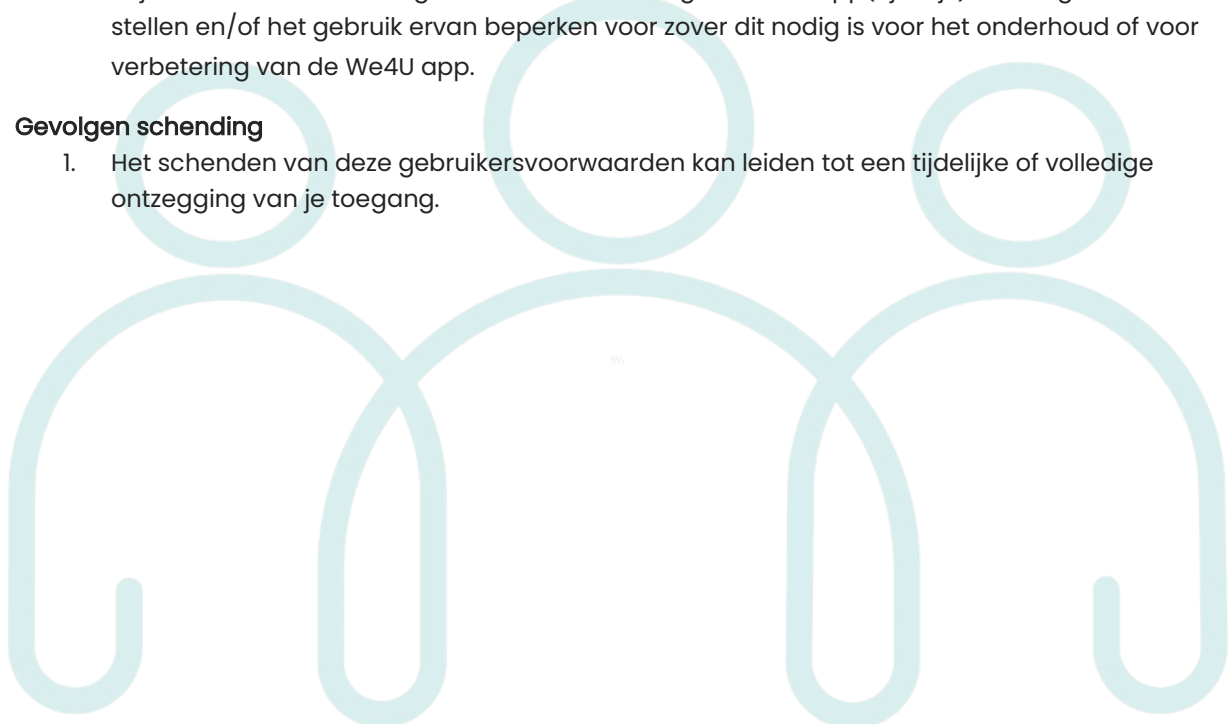 stellen en/of het gebruik ervan beperken voor zover dit nodig is voor het onderhoud of voor
verbetering van de We4U app.
Gevolgen schending
1. Het schenden van deze gebruikersvoorwaarden kan leiden tot een tijdelijke of volledige
ontzegging van je toegang.